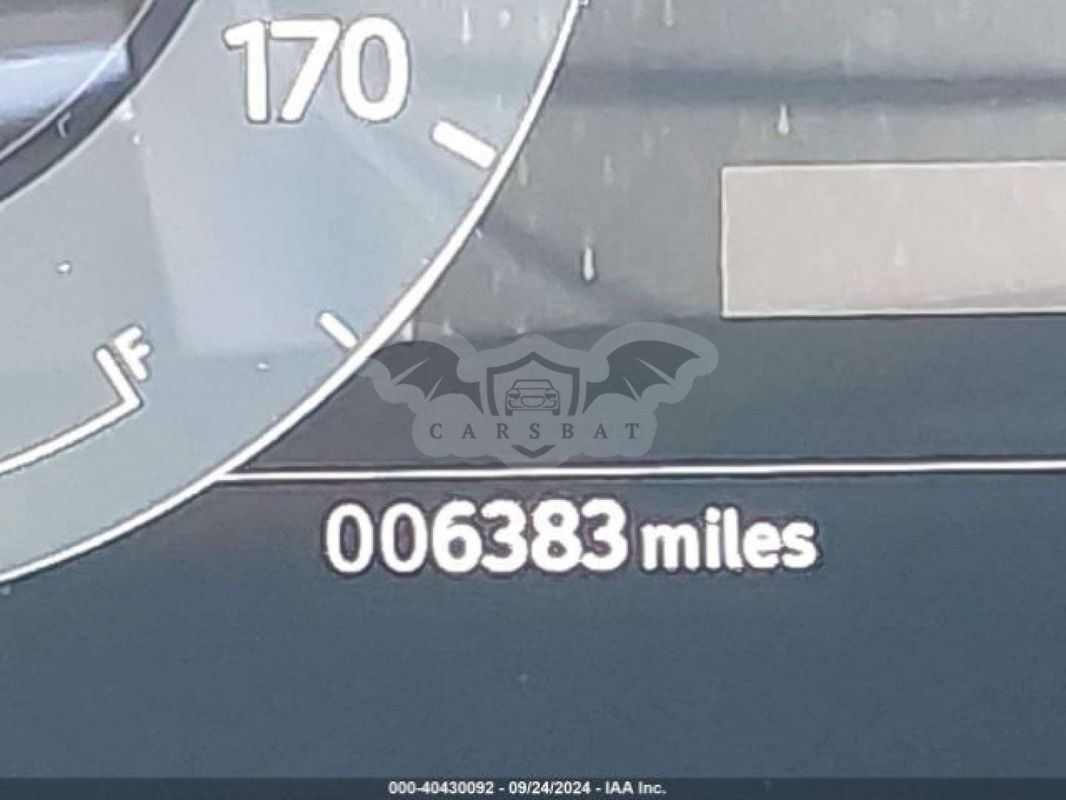 170
F
CARSBAT
006383 miles
000-40430092 - 09/24/2024 - IAA Inc.